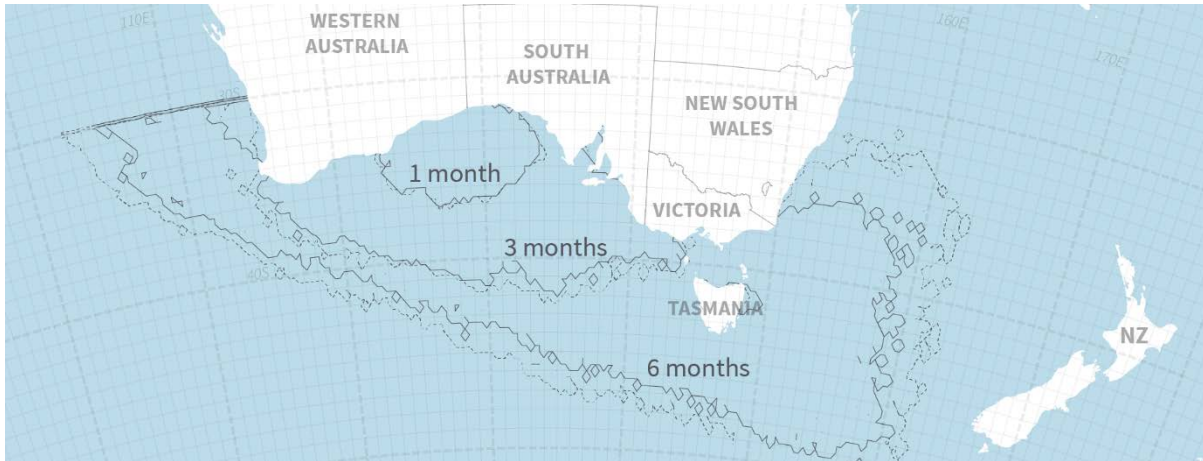 110E
WESTERN
AUSTRALIA
SOUTH
AUSTRALIA
160E
170E
30S
NEW SOUTH
WALES
1 month
VICTORIA
3 months
40S
TASMANIA
NZ
6 months